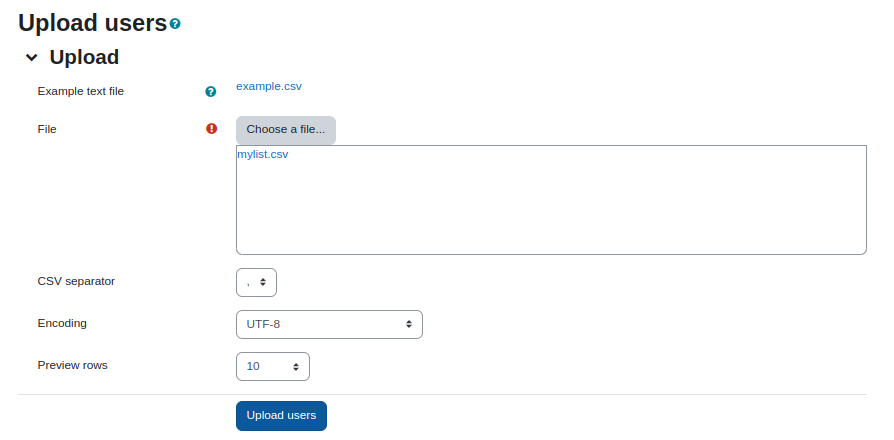 Upload users
Upload
Example text file
example.csv
File
Choose a file...
mylist.csv
CSV separator
,
Encoding
UTF-8
Preview rows
10
Upload users